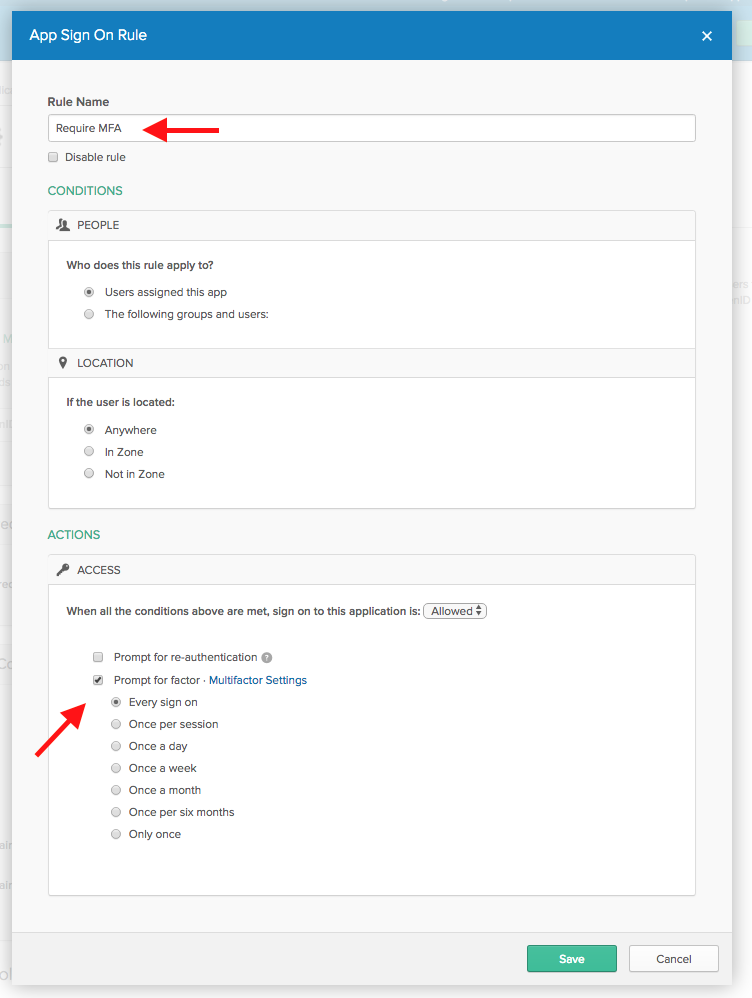 App Sign On Rule
Rule Name
Require MFA
Disable rule
CONDITIONS
PEOPLE
Who does this rule apply to?
Users assigned this app
The following groups and users:
LOCATION
If the user is located:
Anywhere
In Zone
Not in Zone
ACTIONS
ACCESS
When all the conditions above are met, sign on to this application is: Allowed
Prompt for re-authentication ?
Prompt for factor · Multifactor Settings
Every sign on
Once per session
Once a day
Once a week
Once a month
Once per six months
Only once
Save Cancel